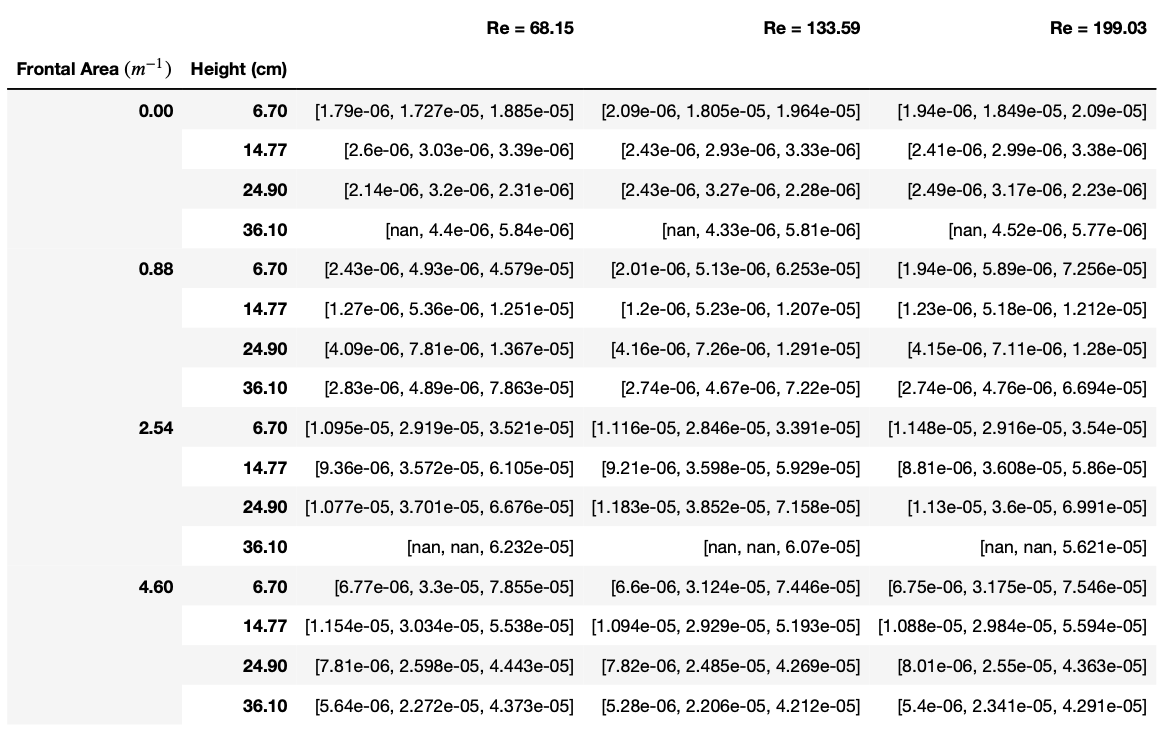 Re = 68.15 Re = 133.59 Re = 199.03
Frontal Area (m⁻¹) Height (cm)
0.00 6.70 [1.79e-06, 1.727e-05, 1.885e-05] [2.09e-06, 1.805e-05, 1.964e-05] [1.94e-06, 1.849e-05, 2.09e-05]
14.77 [2.6e-06, 3.03e-06, 3.39e-06] [2.43e-06, 2.93e-06, 3.33e-06] [2.41e-06, 2.99e-06, 3.38e-06]
24.90 [2.14e-06, 3.2e-06, 2.31e-06] [2.43e-06, 3.27e-06, 2.28e-06] [2.49e-06, 3.17e-06, 2.23e-06]
36.10 [nan, 4.4e-06, 5.84e-06] [nan, 4.33e-06, 5.81e-06] [nan, 4.52e-06, 5.77e-06]
0.88 6.70 [2.43e-06, 4.93e-06, 4.579e-05] [2.01e-06, 5.13e-06, 6.253e-05] [1.94e-06, 5.89e-06, 7.256e-05]
14.77 [1.27e-06, 5.36e-06, 1.251e-05] [1.2e-06, 5.23e-06, 1.207e-05] [1.23e-06, 5.18e-06, 1.212e-05]
24.90 [4.09e-06, 7.81e-06, 1.367e-05] [4.16e-06, 7.26e-06, 1.291e-05] [4.15e-06, 7.11e-06, 1.28e-05]
36.10 [2.83e-06, 4.89e-06, 7.863e-05] [2.74e-06, 4.67e-06, 7.22e-05] [2.74e-06, 4.76e-06, 6.694e-05]
2.54 6.70 [1.095e-05, 2.919e-05, 3.521e-05] [1.116e-05, 2.846e-05, 3.391e-05] [1.148e-05, 2.916e-05, 3.54e-05]
14.77 [9.36e-06, 3.572e-05, 6.105e-05] [9.21e-06, 3.598e-05, 5.929e-05] [8.81e-06, 3.608e-05, 5.86e-05]
24.90 [1.077e-05, 3.701e-05, 6.676e-05] [1.183e-05, 3.852e-05, 7.158e-05] [1.13e-05, 3.6e-05, 6.991e-05]
36.10 [nan, nan, 6.232e-05] [nan, nan, 6.07e-05] [nan, nan, 5.621e-05]
4.60 6.70 [6.77e-06, 3.3e-05, 7.855e-05] [6.6e-06, 3.124e-05, 7.446e-05] [6.75e-06, 3.175e-05, 7.546e-05]
14.77 [1.154e-05, 3.034e-05, 5.538e-05] [1.094e-05, 2.929e-05, 5.193e-05] [1.088e-05, 2.984e-05, 5.594e-05]
24.90 [7.81e-06, 2.598e-05, 4.443e-05] [7.82e-06, 2.485e-05, 4.269e-05] [8.01e-06, 2.55e-05, 4.363e-05]
36.10 [5.64e-06, 2.272e-05, 4.373e-05] [5.28e-06, 2.206e-05, 4.212e-05] [5.4e-06, 2.341e-05, 4.291e-05]